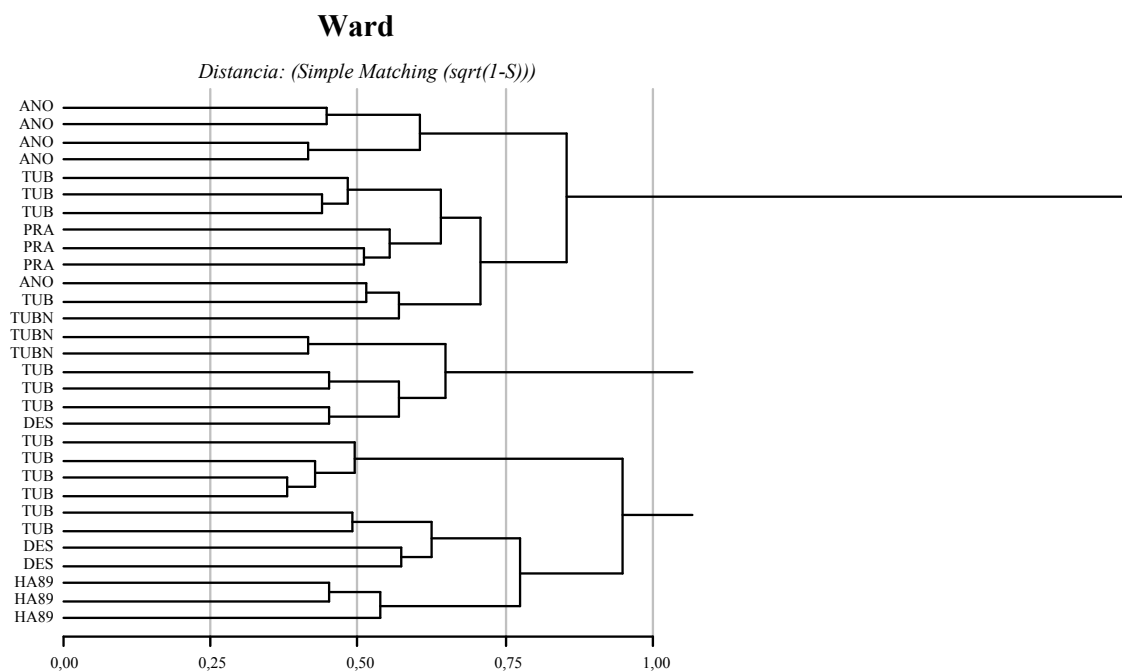 Ward
Distancia: (Simple Matching (sqrt(1-S)))
ANO
ANO
ANO
ANO
TUB
TUB
TUB
PRA
PRA
PRA
ANO
TUB
TUBN
TUBN
TUBN
TUB
TUB
TUB
DES
TUB
TUB
TUB
TUB
TUB
TUB
DES
DES
HA89
HA89
HA89
0,00 0,25 0,50 0,75 1,00